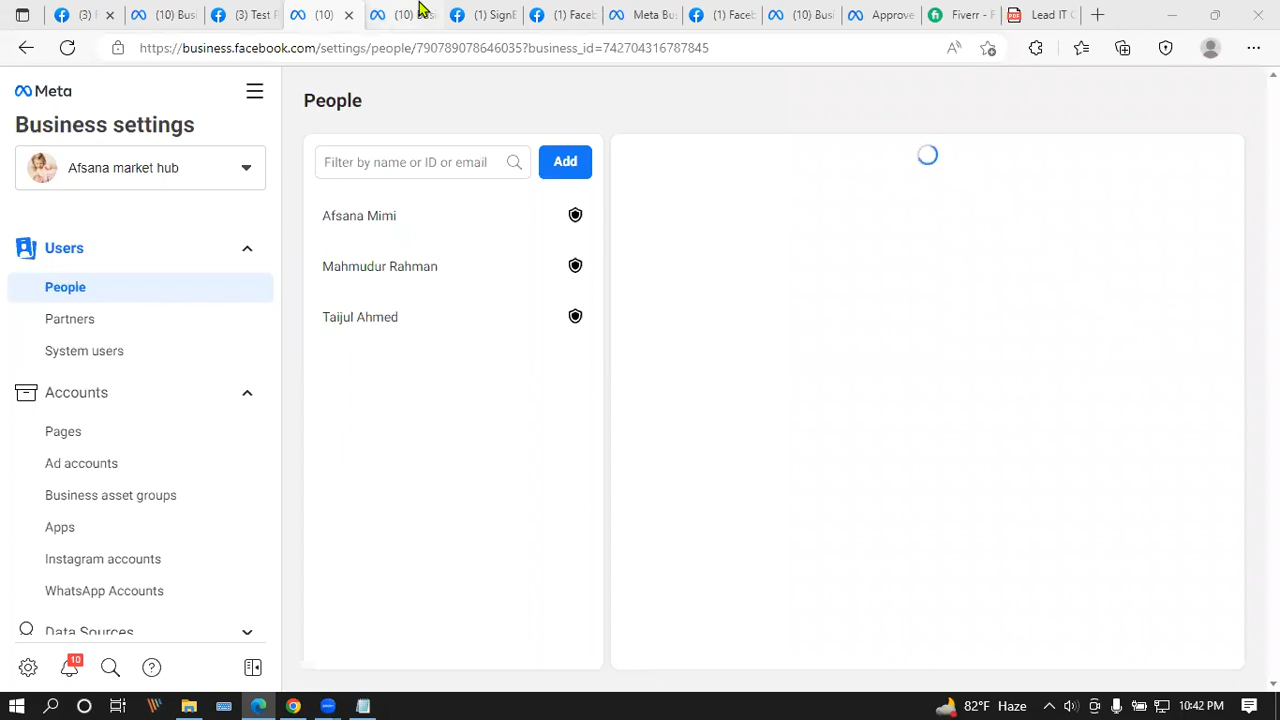 (3) F
(10) Busi
(3) Test F
(10)
(10) Busi
(1) SignE
(1) Faceb
Meta Bus
(1) Faceb
(10) Busi
Approve
Fiverr - F
Lead IT C
https://business.facebook.com/settings/people/790789078646035?business_id=742704316787845
Meta
Business settings
Afsana market hub
Users
People
Partners
System users
Accounts
Pages
Ad accounts
Business asset groups
Apps
Instagram accounts
WhatsApp Accounts
Data Sources
10
People
Filter by name or ID or email
Add
Afsana Mimi
Mahmudur Rahman
Taijul Ahmed
82°F Haze
10:42 PM